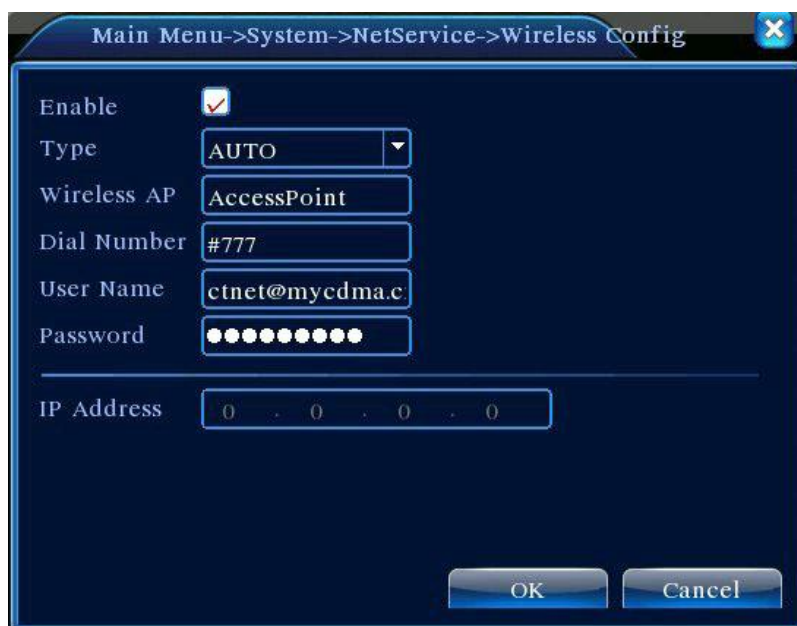 Main Menu->System->NetService->Wireless Config
Enable
Type AUTO
Wireless AP AccessPoint
Dial Number #777
User Name ctnet@mycdma.c
Password ●●●●●●●●●
IP Address 0 . 0 . 0 . 0
OK Cancel